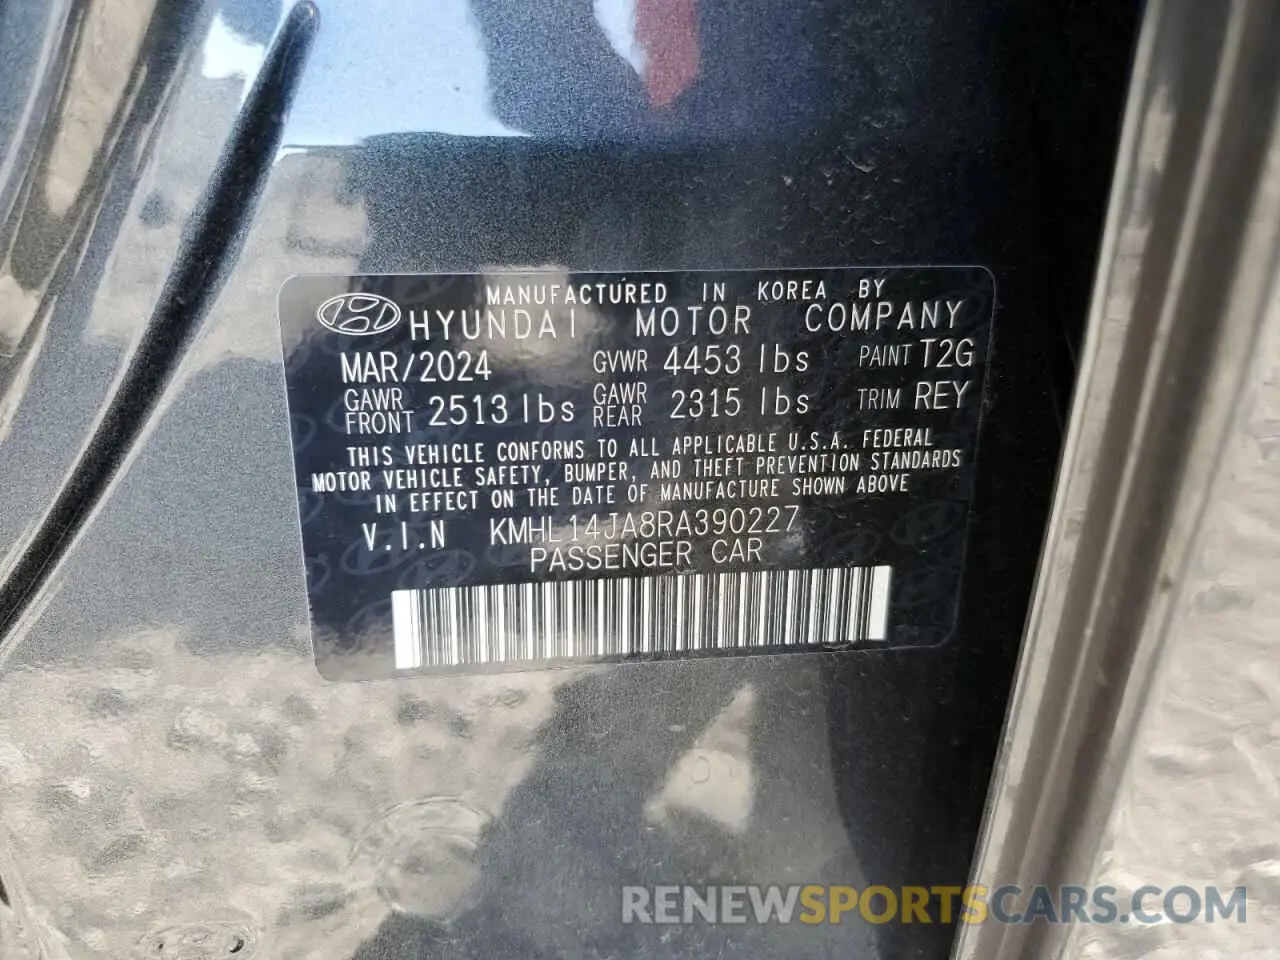 MANUFACTURED IN KOREA BY
HYUNDAI MOTOR COMPANY
MAR/2024 GVWR 4453 lbs PAINT T2G
GAWR FRONT 2513 lbs GAWR REAR 2315 lbs TRIM REY
THIS VEHICLE CONFORMS TO ALL APPLICABLE U.S.A. FEDERAL
MOTOR VEHICLE SAFETY, BUMPER, AND THEFT PREVENTION STANDARDS
IN EFFECT ON THE DATE OF MANUFACTURE SHOWN ABOVE
V.I.N KMHL14JA8RA390227
PASSENGER CAR
RENEWSPORTSCARS.COM